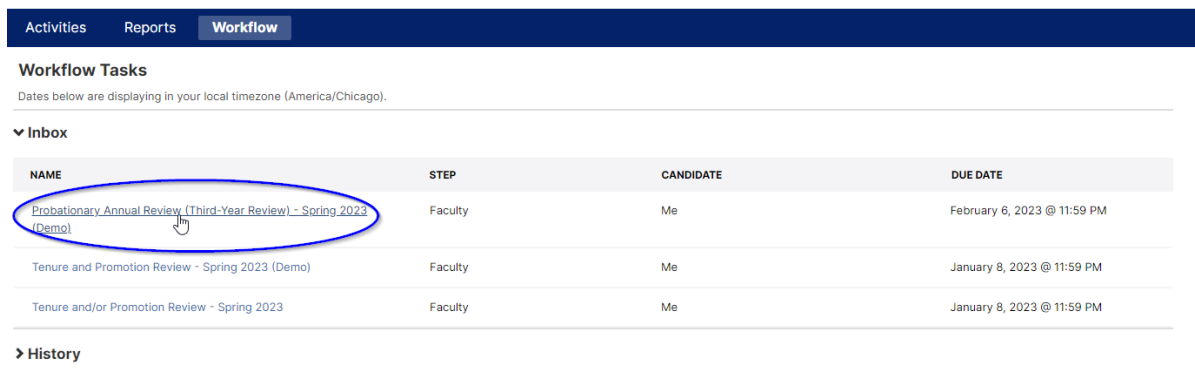 Activities Reports Workflow
Workflow Tasks
Dates below are displaying in your local timezone (America/Chicago).
Inbox
NAME STEP CANDIDATE DUE DATE
Probationary Annual Review (Third-Year Review) - Spring 2023 Faculty Me February 6, 2023 @ 11:59 PM
(Demo)
Tenure and Promotion Review - Spring 2023 (Demo) Faculty Me January 8, 2023 @ 11:59 PM
Tenure and/or Promotion Review - Spring 2023 Faculty Me January 8, 2023 @ 11:59 PM
History